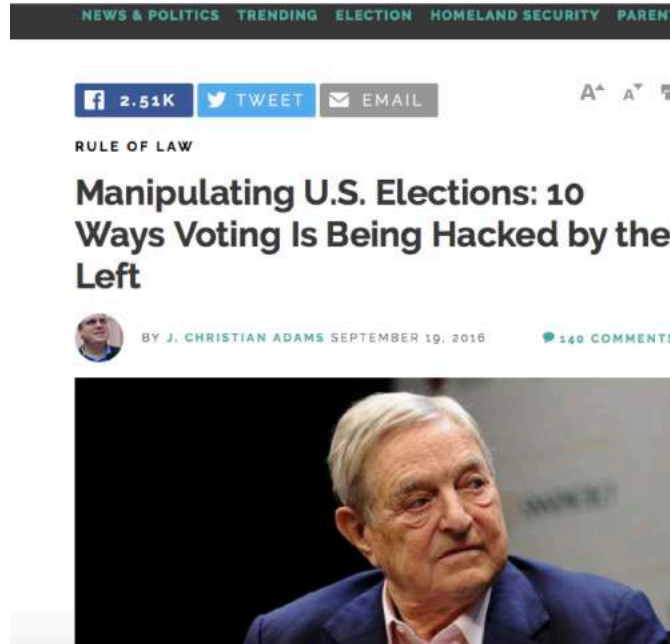 NEWS & POLITICS TRENDING ELECTION HOMELAND SECURITY PAREN
2.51K TWEET EMAIL A A
RULE OF LAW
Manipulating U.S. Elections: 10
Ways Voting Is Being Hacked by the
Left
BY J. CHRISTIAN ADAMS SEPTEMBER 19, 2016 140 COMMENTS